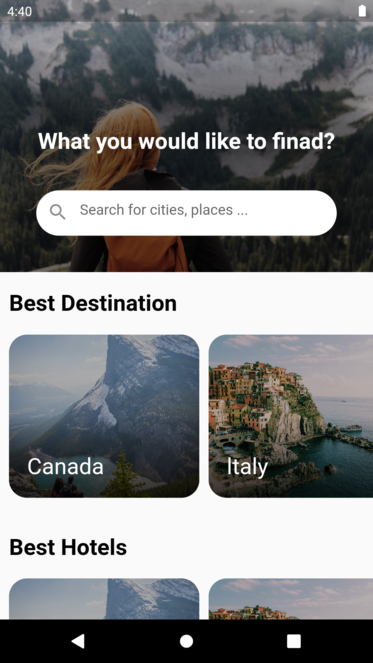 4:40
What you would like to finad?
Search for cities, places ...
Best Destination
Canada
Italy
Best Hotels